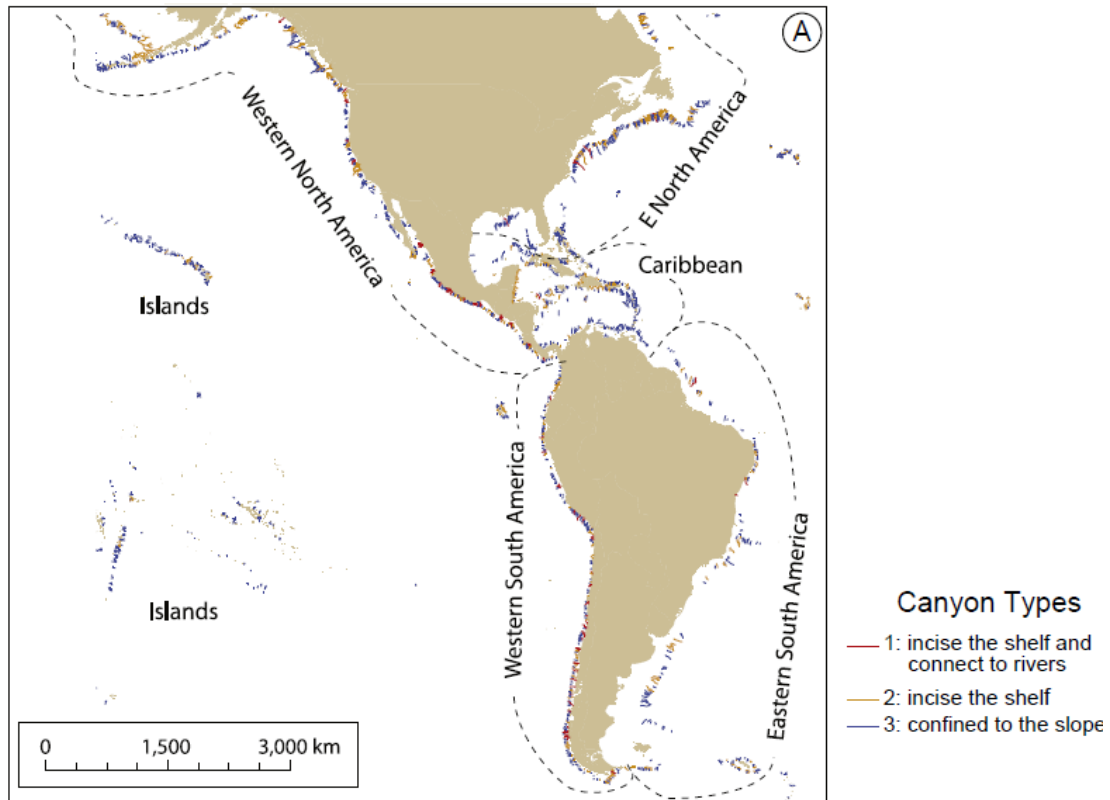 A
Western North America
E North America
Caribbean
Islands
Islands
Western South America
Eastern South America
0 1,500 3,000 km
Canyon Types
1: incise the shelf and
connect to rivers
2: incise the shelf
3: confined to the slope